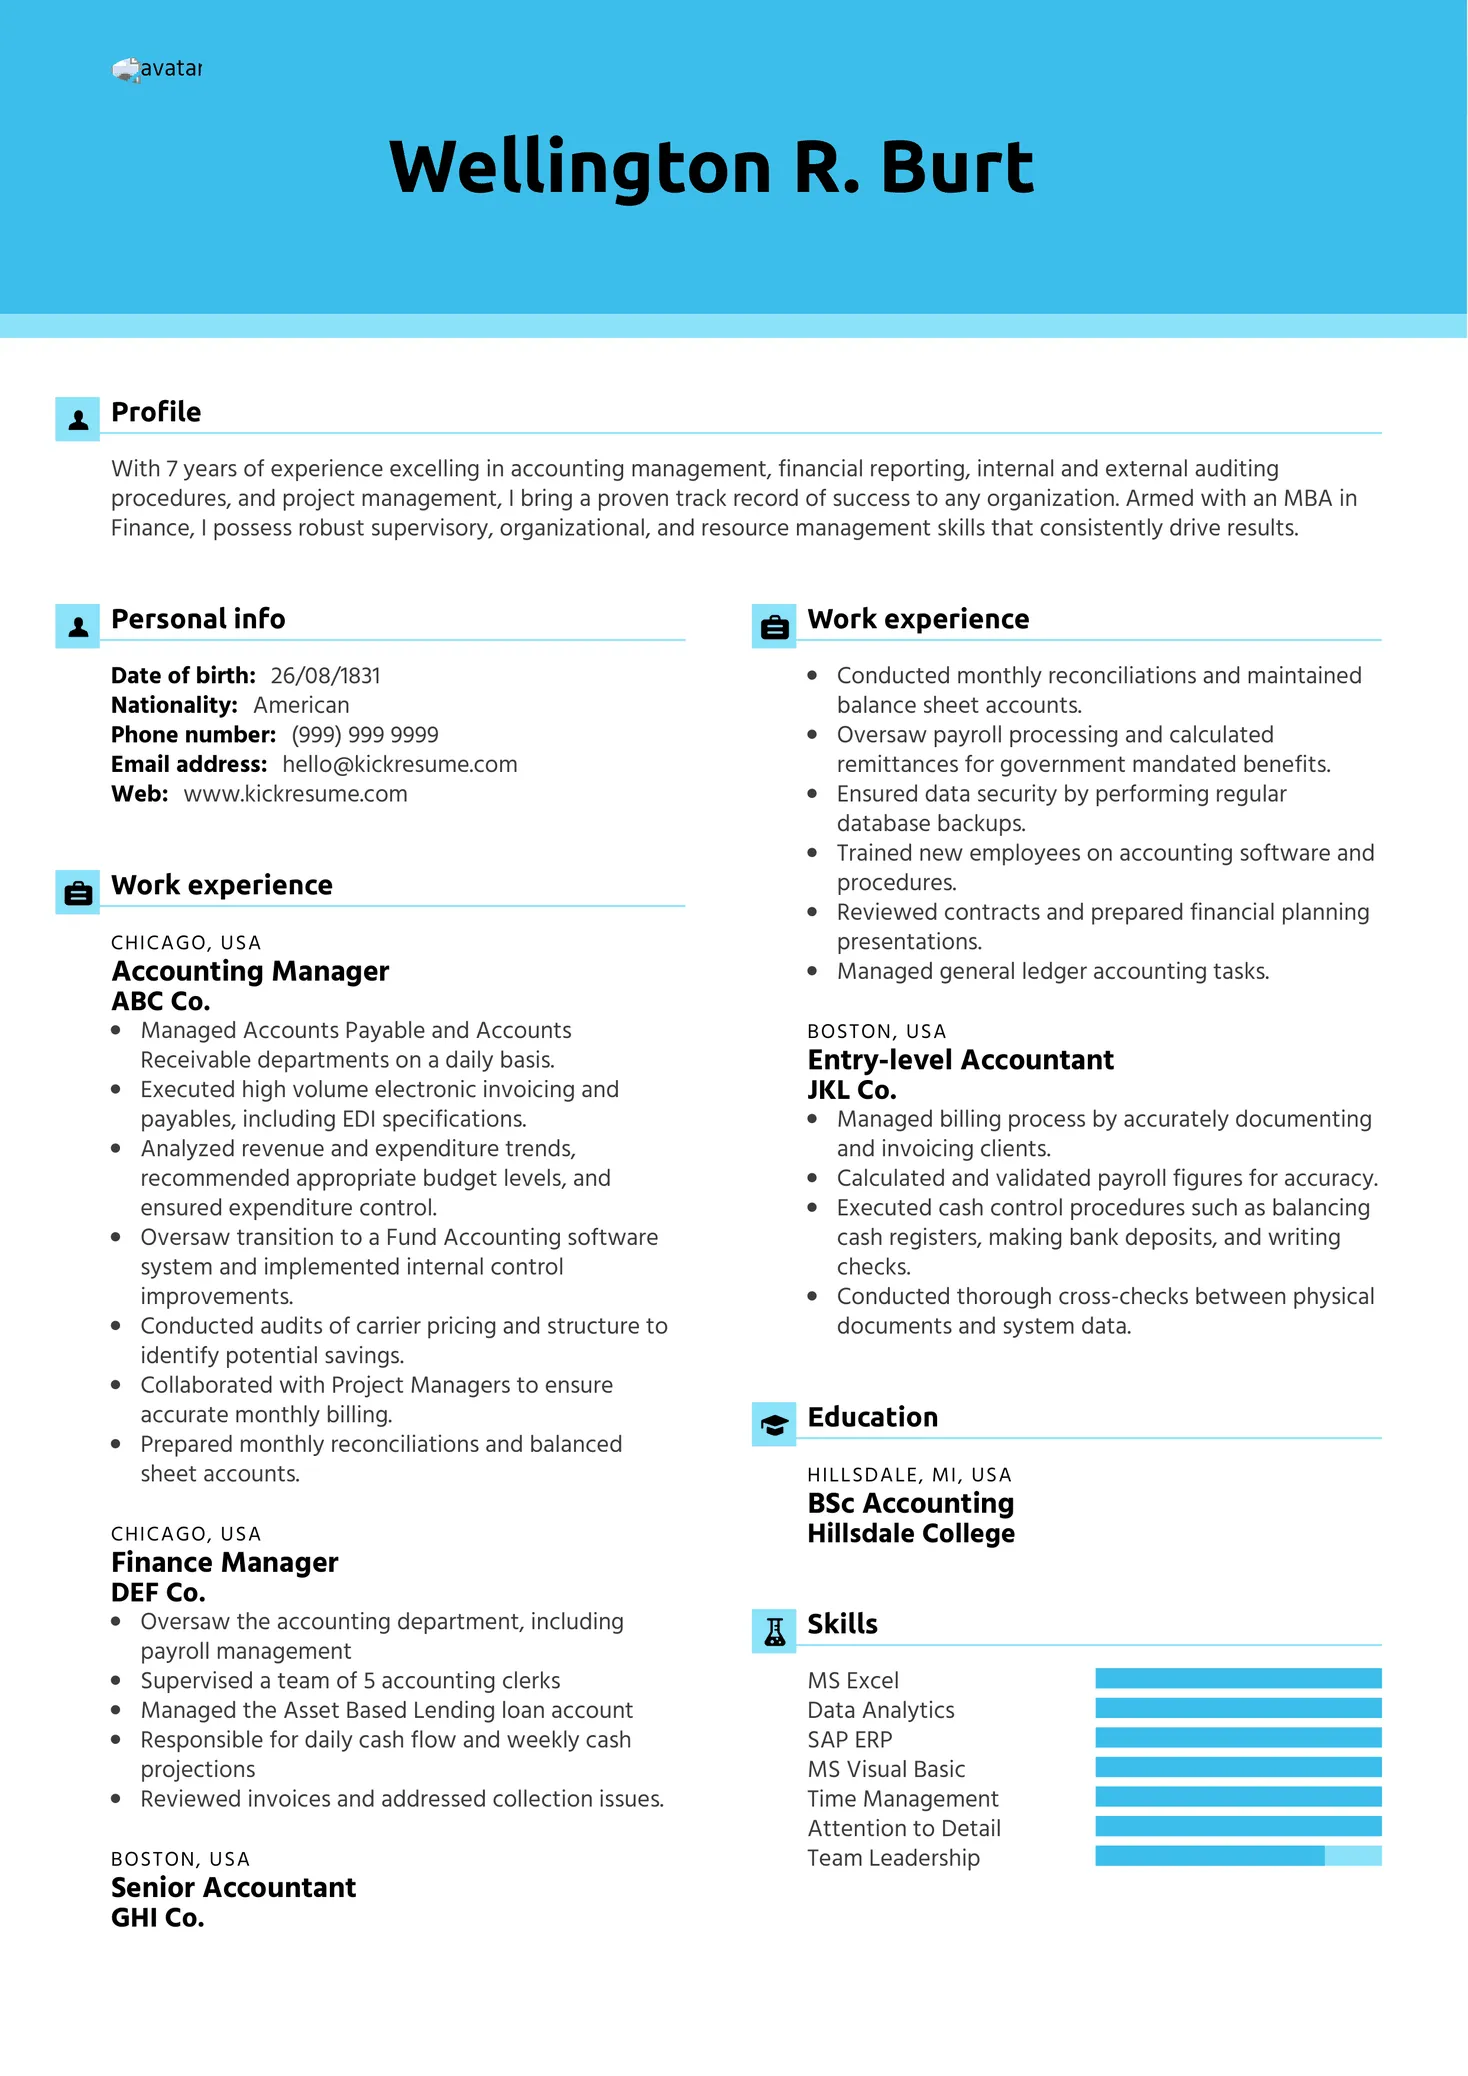 avatar
Wellington R. Burt
Profile
With 7 years of experience excelling in accounting management, financial reporting, internal and external auditing
procedures, and project management, I bring a proven track record of success to any organization. Armed with an MBA in
Finance, I possess robust supervisory, organizational, and resource management skills that consistently drive results.
Personal info
Date of birth: 26/08/1831
Nationality: American
Phone number: (999) 999 9999
Email address: hello@kickresume.com
Web: www.kickresume.com
Work experience
CHICAGO, USA
Accounting Manager
ABC Co.
• Managed Accounts Payable and Accounts
Receivable departments on a daily basis.
• Executed high volume electronic invoicing and
payables, including EDI specifications.
• Analyzed revenue and expenditure trends,
recommended appropriate budget levels, and
ensured expenditure control.
• Oversaw transition to a Fund Accounting software
system and implemented internal control
improvements.
• Conducted audits of carrier pricing and structure to
identify potential savings.
• Collaborated with Project Managers to ensure
accurate monthly billing.
• Prepared monthly reconciliations and balanced
sheet accounts.
CHICAGO, USA
Finance Manager
DEF Co.
• Oversaw the accounting department, including
payroll management
• Supervised a team of 5 accounting clerks
• Managed the Asset Based Lending loan account
• Responsible for daily cash flow and weekly cash
projections
• Reviewed invoices and addressed collection issues.
BOSTON, USA
Senior Accountant
GHI Co.
Work experience
• Conducted monthly reconciliations and maintained
balance sheet accounts.
• Oversaw payroll processing and calculated
remittances for government mandated benefits.
• Ensured data security by performing regular
database backups.
• Trained new employees on accounting software and
procedures.
• Reviewed contracts and prepared financial planning
presentations.
• Managed general ledger accounting tasks.
BOSTON, USA
Entry-level Accountant
JKL Co.
• Managed billing process by accurately documenting
and invoicing clients.
• Calculated and validated payroll figures for accuracy.
• Executed cash control procedures such as balancing
cash registers, making bank deposits, and writing
checks.
• Conducted thorough cross-checks between physical
documents and system data.
Education
HILLSDALE, MI, USA
BSc Accounting
Hillsdale College
Skills
MS Excel
Data Analytics
SAP ERP
MS Visual Basic
Time Management
Attention to Detail
Team Leadership